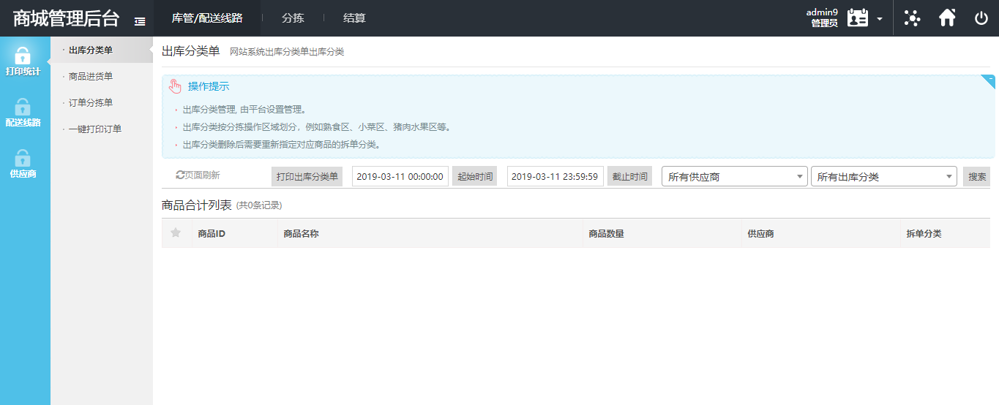 商城管理后台
库管/配送线路
分拣
结算
admin9
管理员
打印统计
配送线路
供应商
· 出库分类单
· 商品进货单
· 订单分拣单
· 一键打印订单
出库分类单 网站系统出库分类单出库分类
操作提示
出库分类管理, 由平台设置管理。
出库分类按分拣操作区域划分，例如熟食区、小菜区、猪肉水果区等。
出库分类删除后需要重新指定对应商品的拆单分类。
页面刷新 打印出库分类单 2019-03-11 00:00:00 起始时间 2019-03-11 23:59:59 截止时间 所有供应商 所有出库分类 搜索
商品合计列表 (共0条记录)
商品ID 商品名称 商品数量 供应商 拆单分类